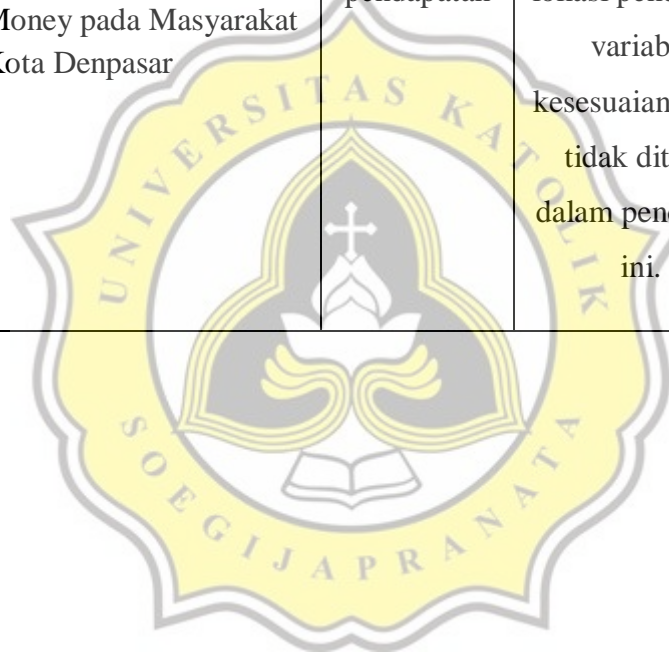 Money pada Masyarakat
Kota Denpasar
pendapatan
variab
kesesuaian
tidak dit
dalam pen
ini.
UNIVERSITAS KATOLIK
SOEGIJAPRANATA